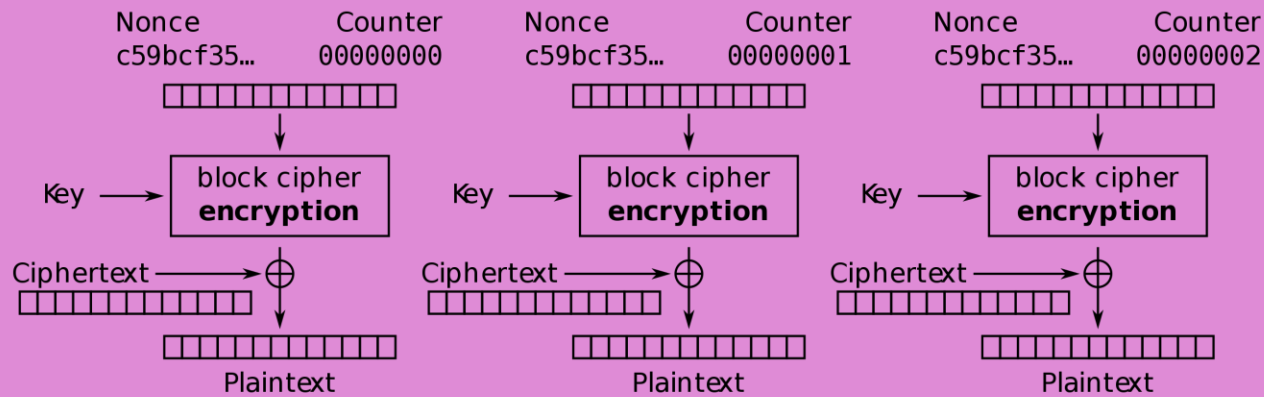 Nonce Counter Nonce Counter Nonce Counter
c59bcf35… 00000000 c59bcf35… 00000001 c59bcf35… 00000002
block cipher block cipher block cipher
Key Key Key
encryption encryption encryption
Ciphertext Ciphertext Ciphertext
Plaintext Plaintext Plaintext